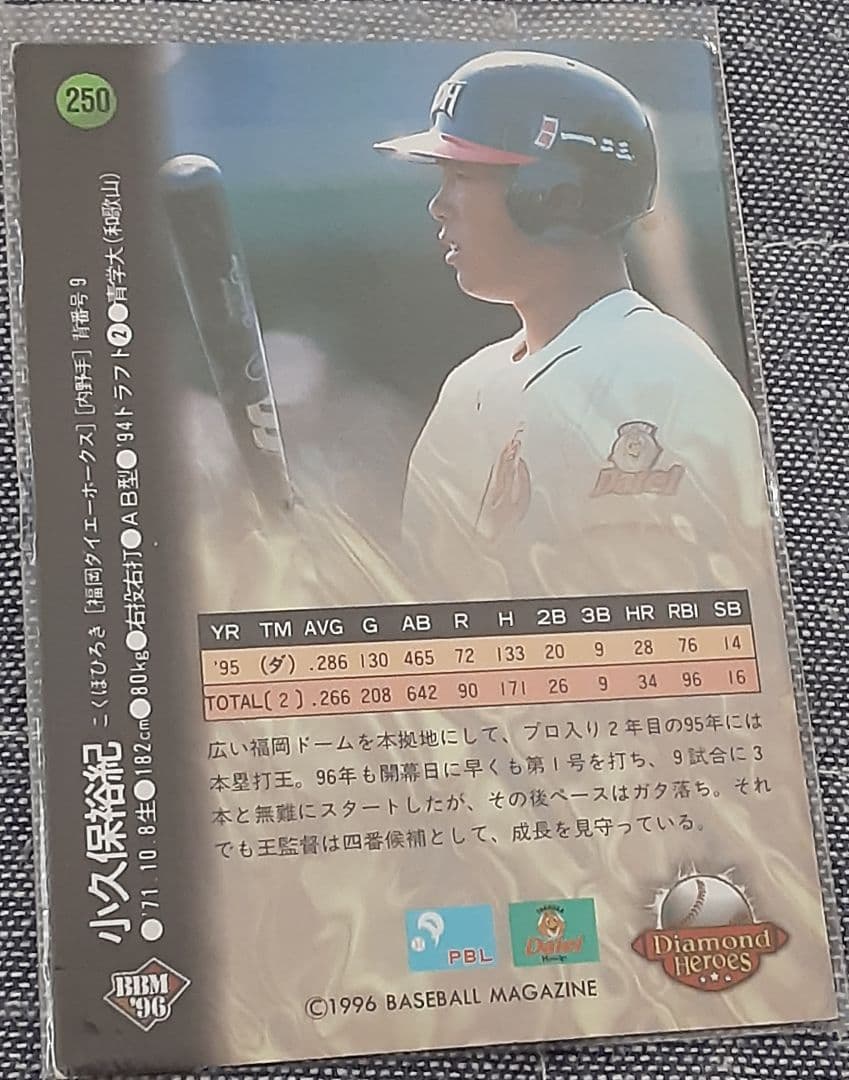 250
小久保裕紀 こくぼひろき [福岡ダイエーホークス] [内野手] 背番号 9
●'71.10.8生●182cm●80kg●右投右打●AB型●'94ドラフト❷●青学大(和歌山)
H
Daiei
YR TM AVG G AB R H 2B 3B HR RBI SB
'95 (ダ) .286 130 465 72 133 20 9 28 76 14
TOTAL(2) .266 208 642 90 171 26 9 34 96 16
広い福岡ドームを本拠地にして、プロ入り2年目の95年には
本塁打王。96年も開幕日に早くも第1号を打ち、9試合に3
本と無難にスタートしたが、その後ペースはガタ落ち。それ
でも王監督は四番候補として、成長を見守っている。
PBL
Daiei
Hawks
Diamond
Heroes
BBM
'96
©1996 BASEBALL MAGAZINE